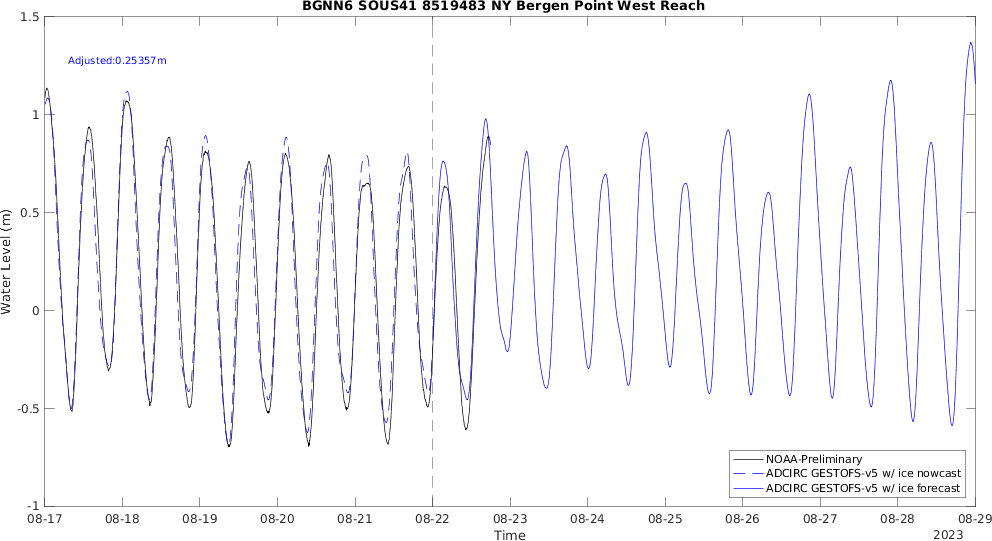 BGNN6 SOUS41 8519483 NY Bergen Point West Reach
1.5
Adjusted:0.25357m
1
0.5
Water Level (m)
0
-0.5
NOAA-Preliminary
ADCIRC GESTOFS-v5 w/ ice nowcast
ADCIRC GESTOFS-v5 w/ ice forecast
-1
08-17 08-18 08-19 08-20 08-21 08-22 08-23 08-24 08-25 08-26 08-27 08-28 08-29
Time
2023